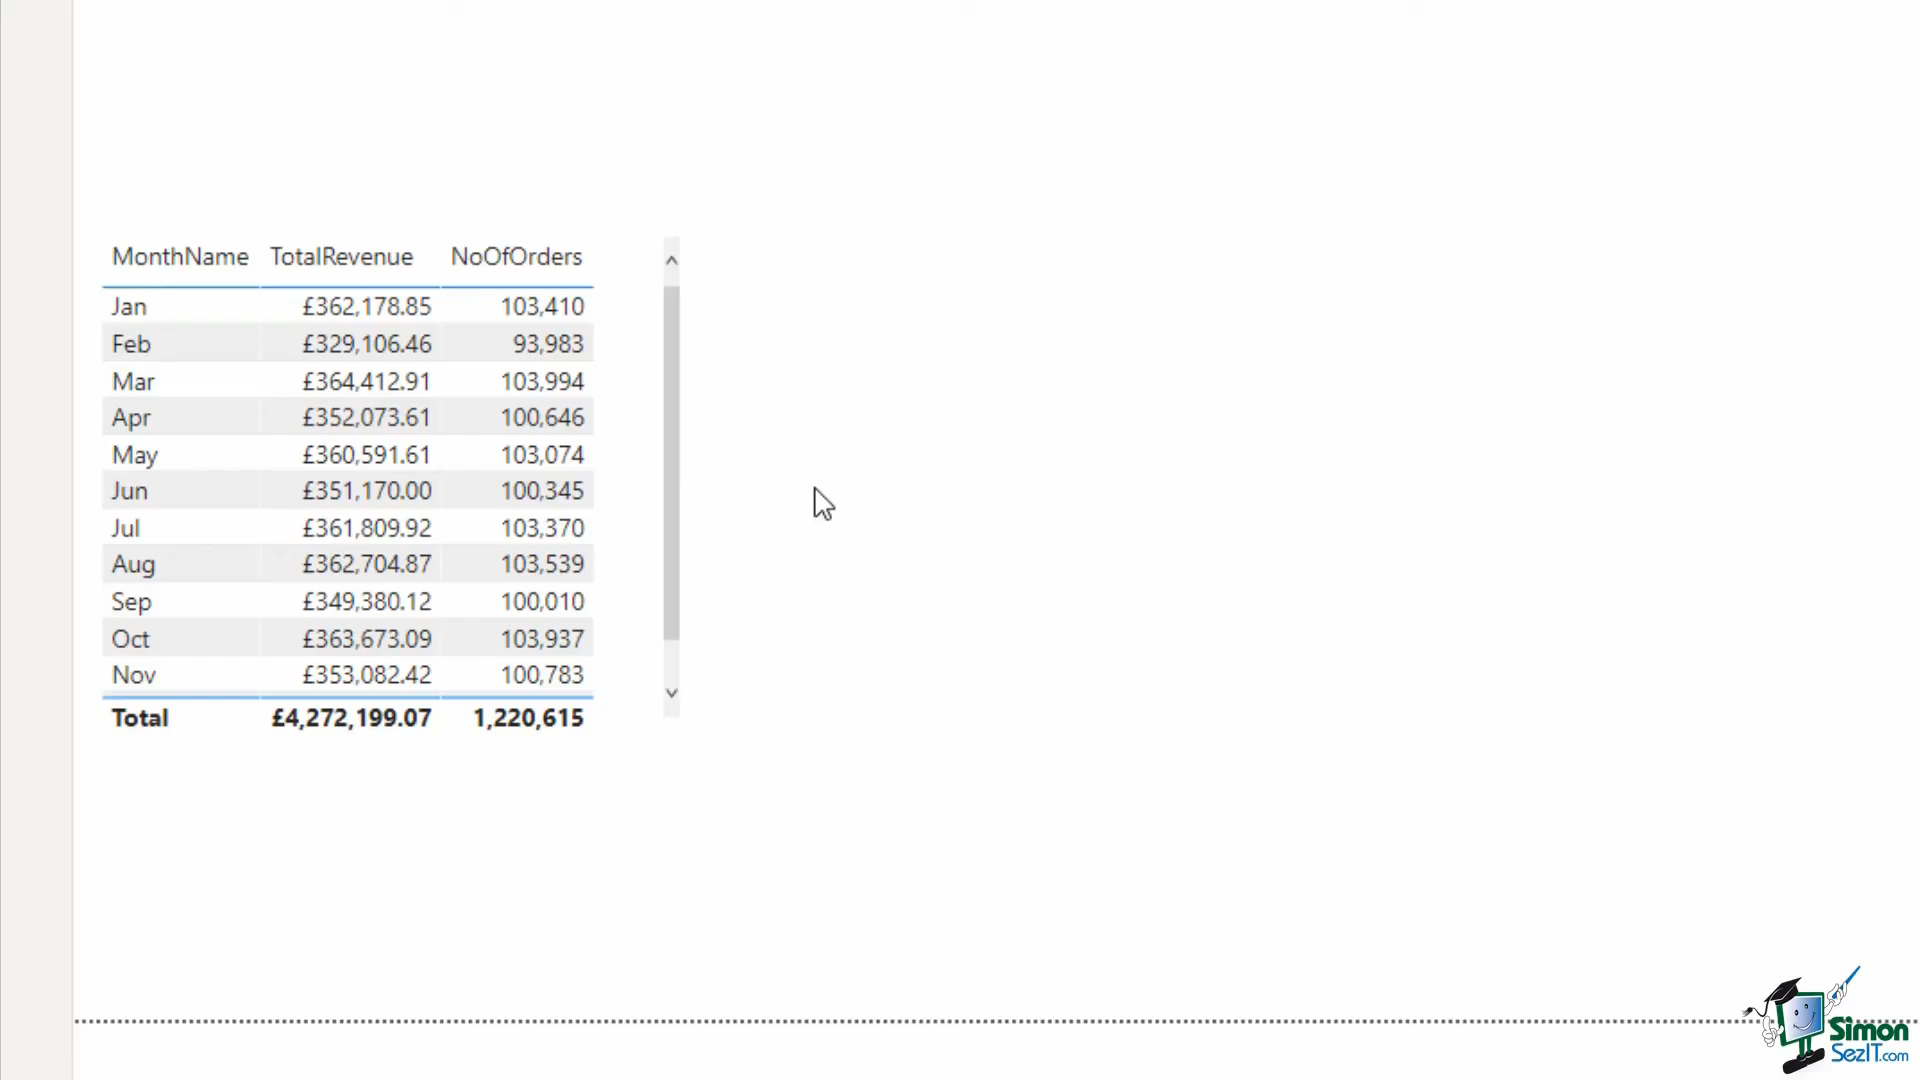 MonthName TotalRevenue NoOfOrders
Jan £362,178.85 103,410
Feb £329,106.46 93,983
Mar £364,412.91 103,994
Apr £352,073.61 100,646
May £360,591.61 103,074
Jun £351,170.00 100,345
Jul £361,809.92 103,370
Aug £362,704.87 103,539
Sep £349,380.12 100,010
Oct £363,673.09 103,937
Nov £353,082.42 100,783
Total £4,272,199.07 1,220,615
Simon
SezIT.com